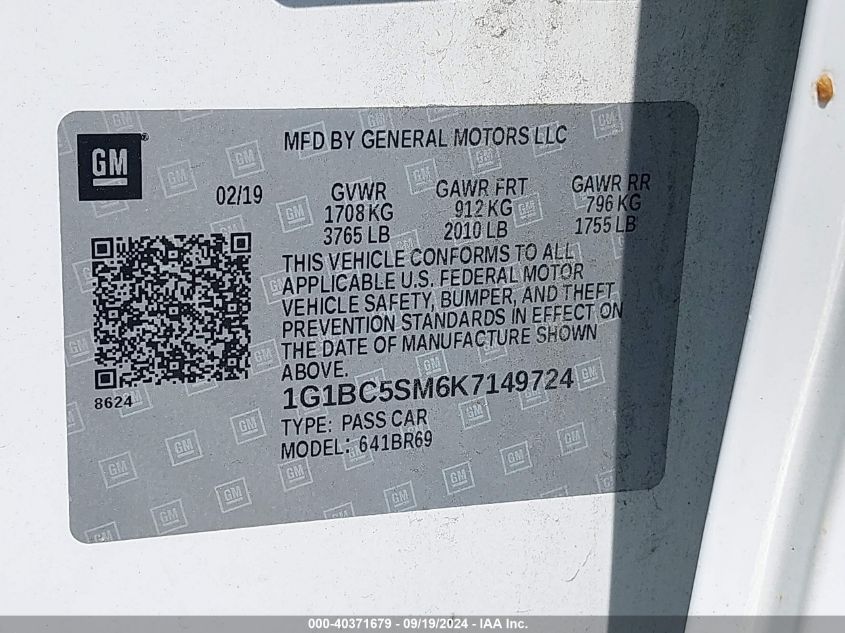 GM
MFD BY GENERAL MOTORS LLC
02/19
GVWR GAWR FRT GAWR RR
1708 KG 912 KG 796 KG
3765 LB 2010 LB 1755 LB
THIS VEHICLE CONFORMS TO ALL
APPLICABLE U.S. FEDERAL MOTOR
VEHICLE SAFETY, BUMPER, AND THEFT
PREVENTION STANDARDS IN EFFECT ON
THE DATE OF MANUFACTURE SHOWN
ABOVE.
8624
1G1BC5SM6K7149724
TYPE: PASS CAR
MODEL: 641BR69
000-40371679 - 09/19/2024 - IAA Inc.